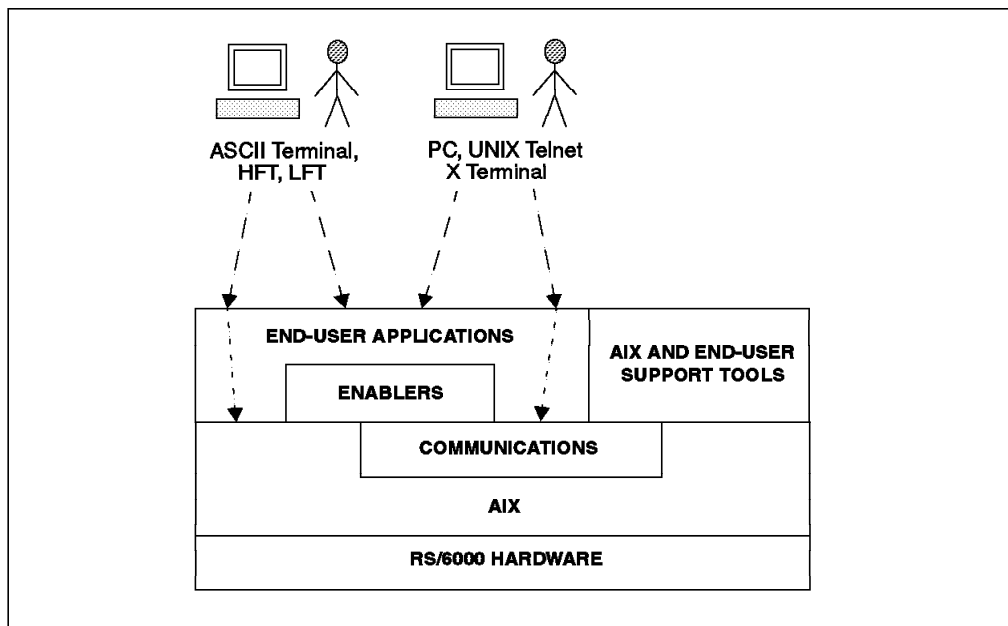 ASCII Terminal,
HFT, LFT
PC, UNIX Telnet
X Terminal
END-USER APPLICATIONS
AIX AND END-USER
SUPPORT TOOLS
ENABLERS
COMMUNICATIONS
AIX
RS/6000 HARDWARE